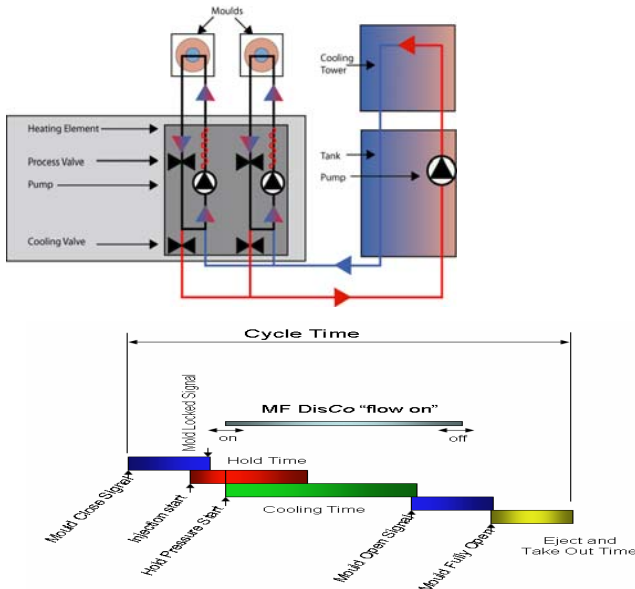 Moulds
Cooling
Tower
Heating Element
Process Valve
Pump
Cooling Valve
Tank
Pump
Cycle Time
Mold Locked Signal
MF DisCo “flow on”
on
off
Hold Time
Cooling Time
Mould Close Signal
Injection start
Hold Pressure Start
Mould Open Signal
Mould Fully Open
Eject and
Take Out Time